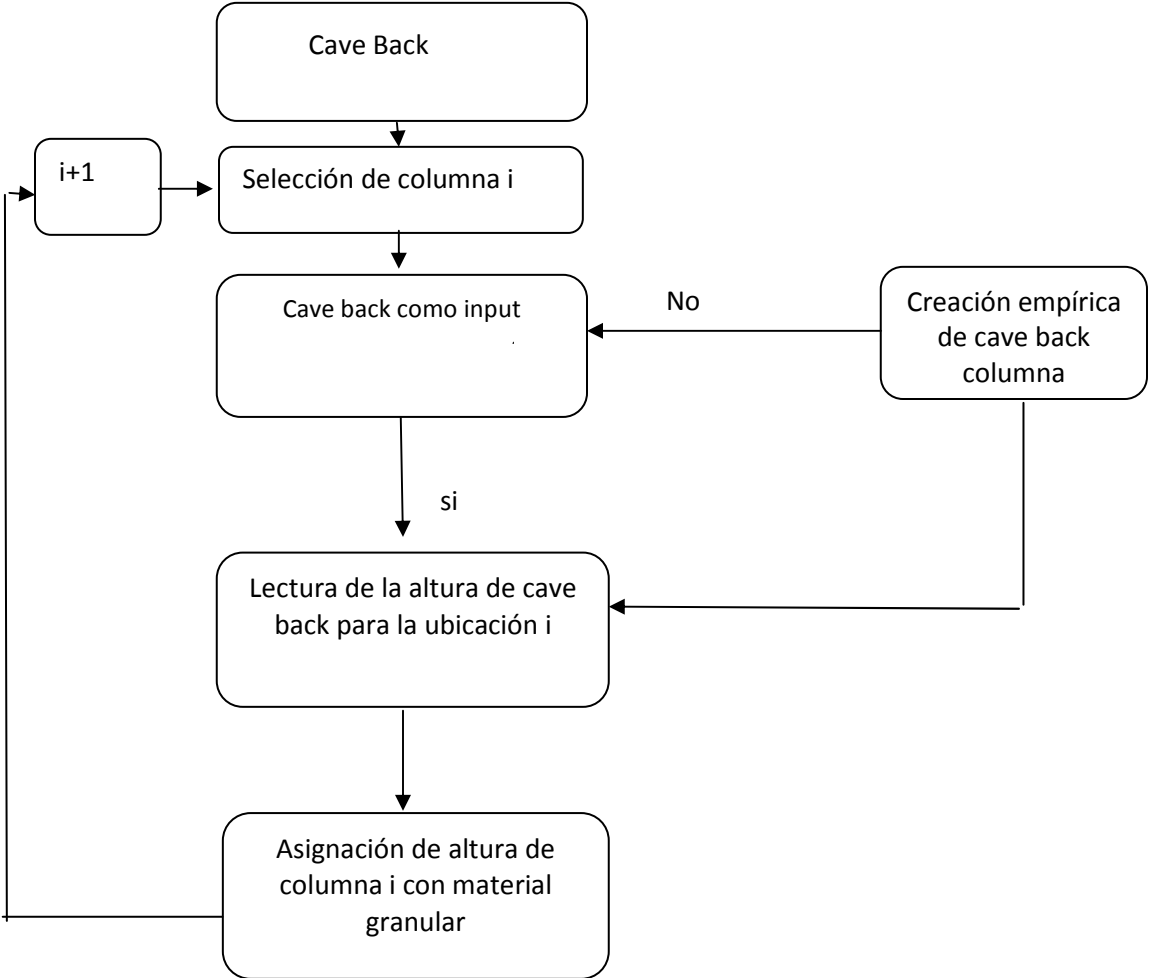 Cave Back
i+1
Selección de columna i
Cave back como input
No
Creación empírica
de cave back
columna
si
Lectura de la altura de cave
back para la ubicación i
Asignación de altura de
columna i con material
granular